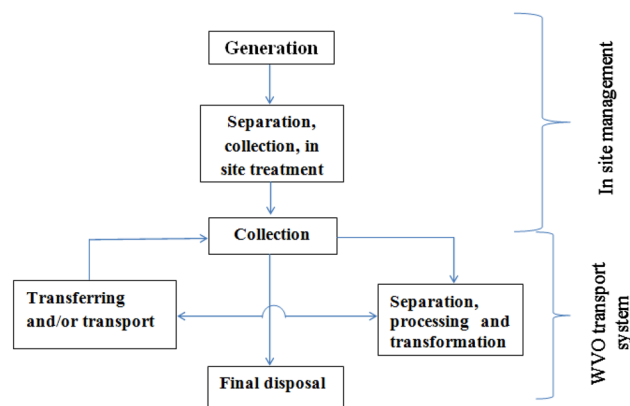 Generation
Separation,
collection, in
site treatment
Collection
Transferring
and/or transport
Separation,
processing and
transformation
Final disposal
In site management
WVO transport
system